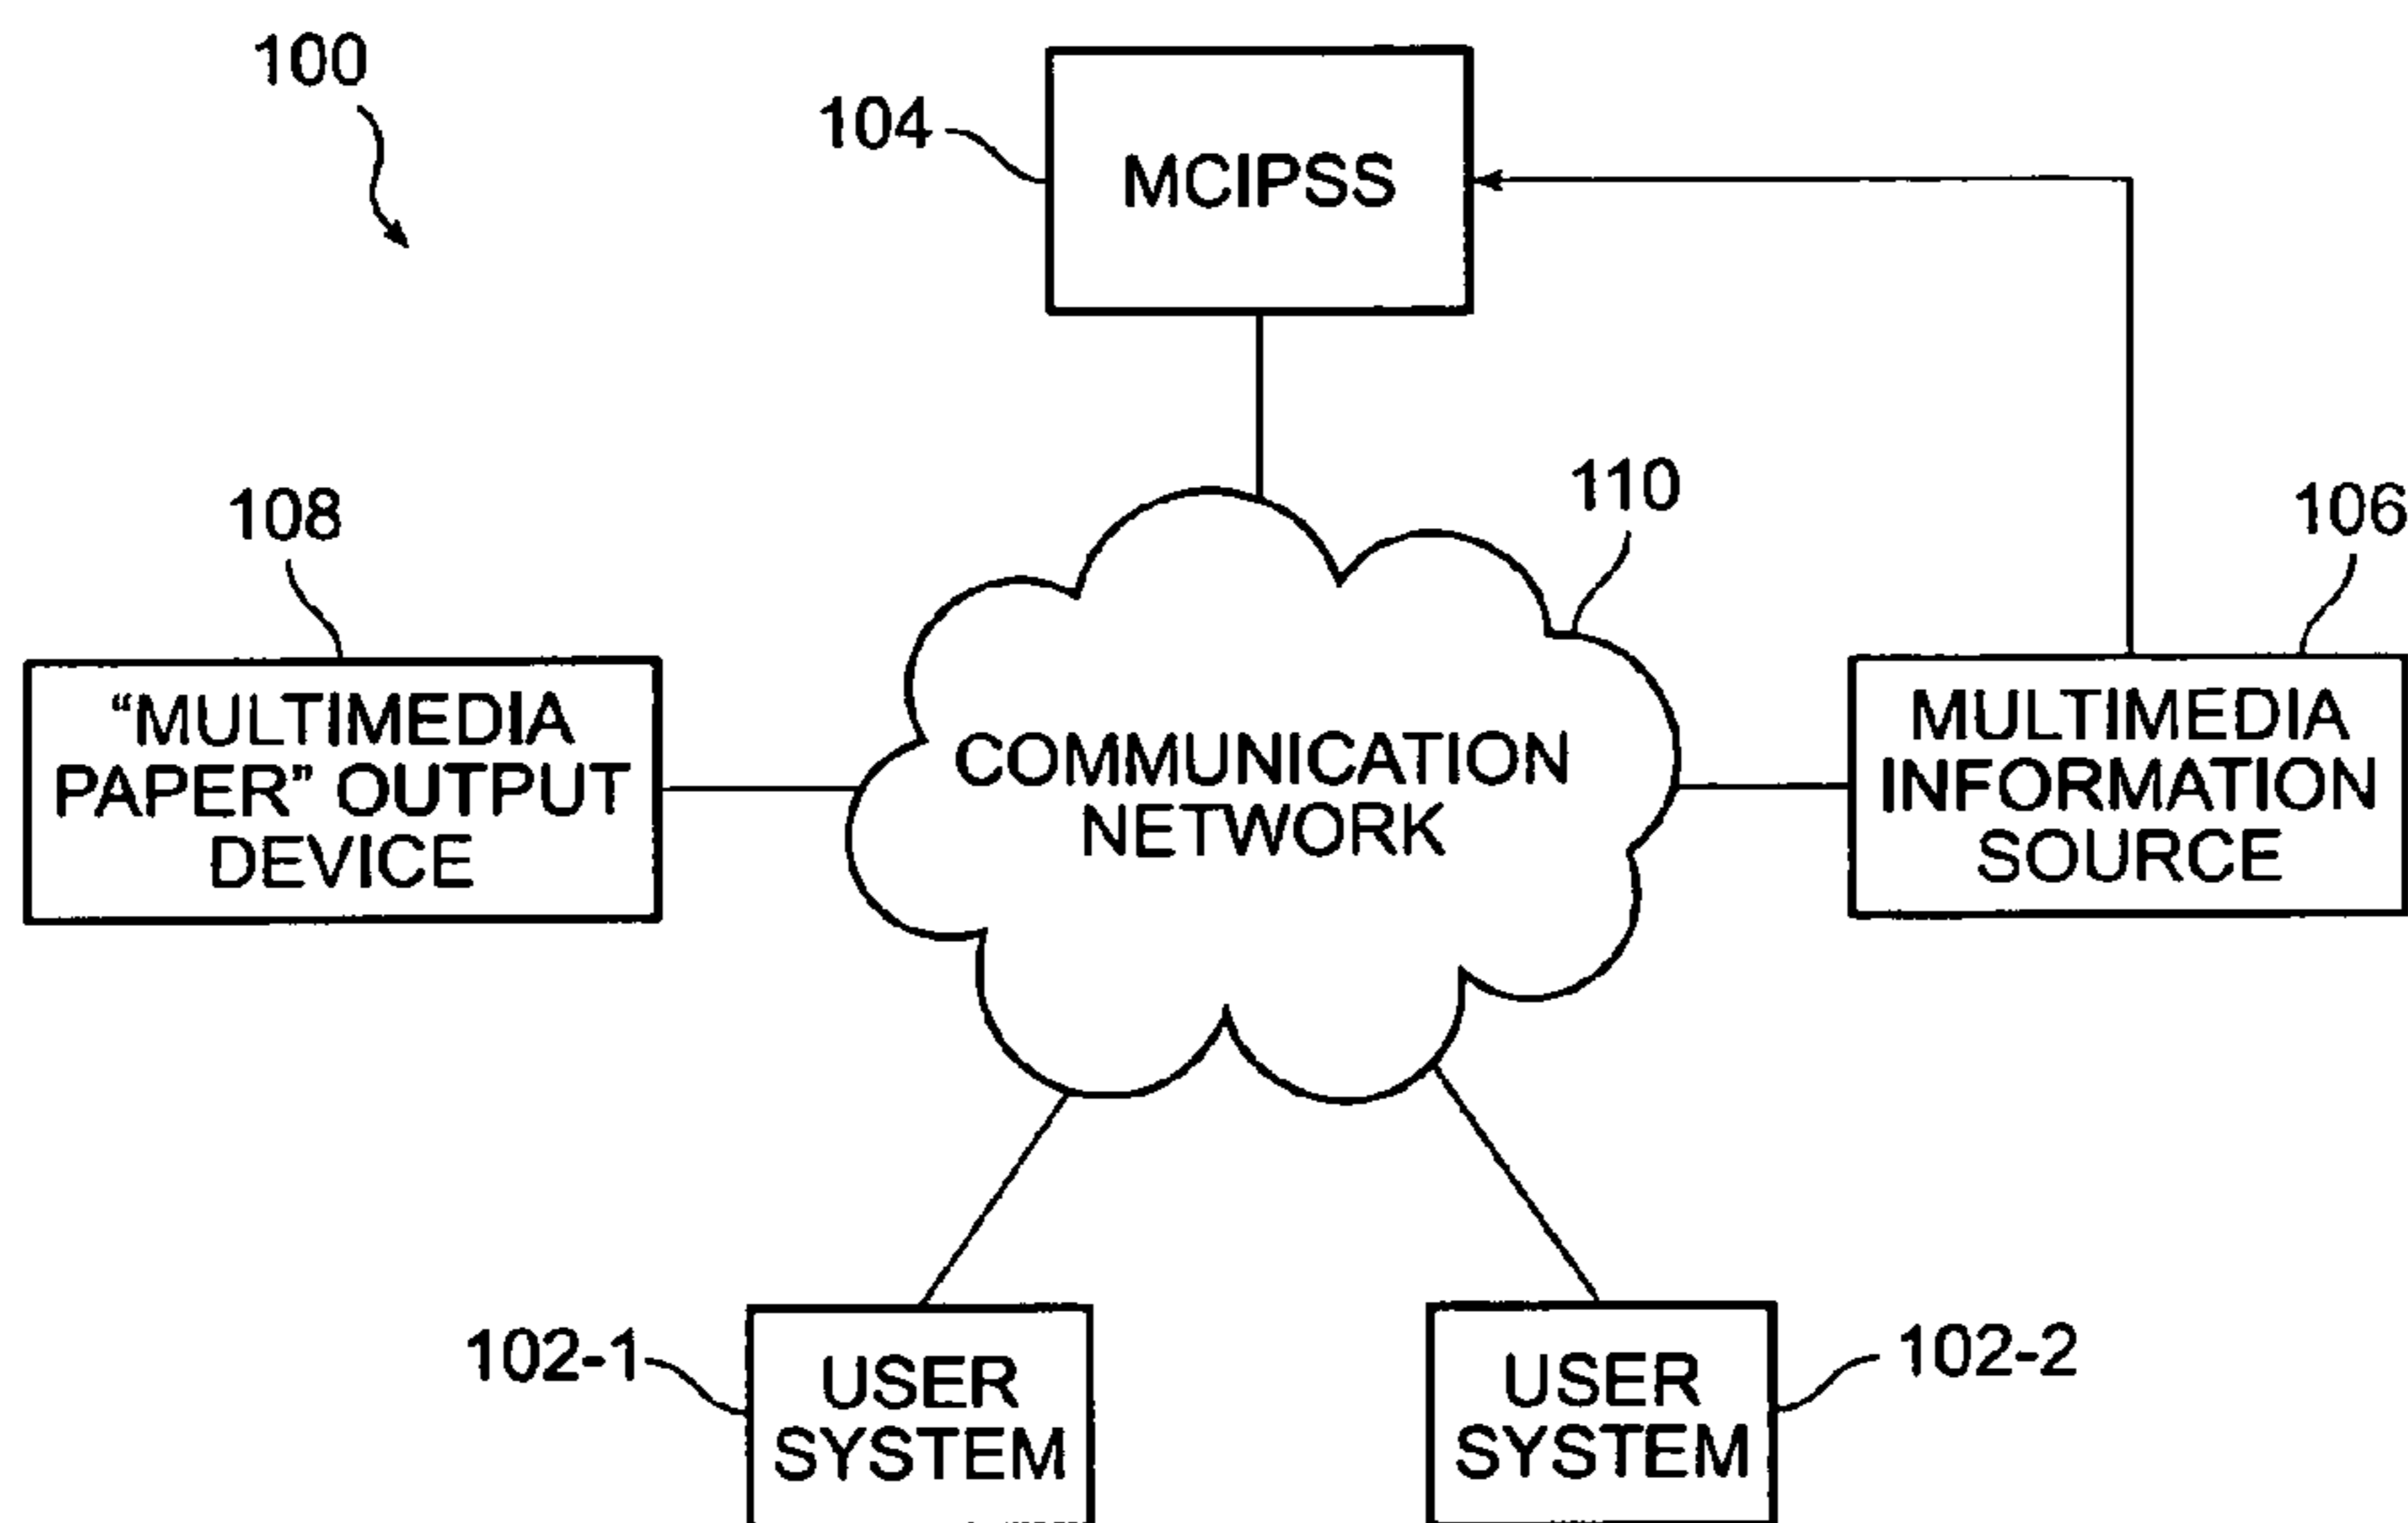 100
104
MCIPSS
108
110
106
“MULTIMEDIA
PAPER” OUTPUT
DEVICE
COMMUNICATION
NETWORK
MULTIMEDIA
INFORMATION
SOURCE
102-1
USER
SYSTEM
USER
SYSTEM
102-2